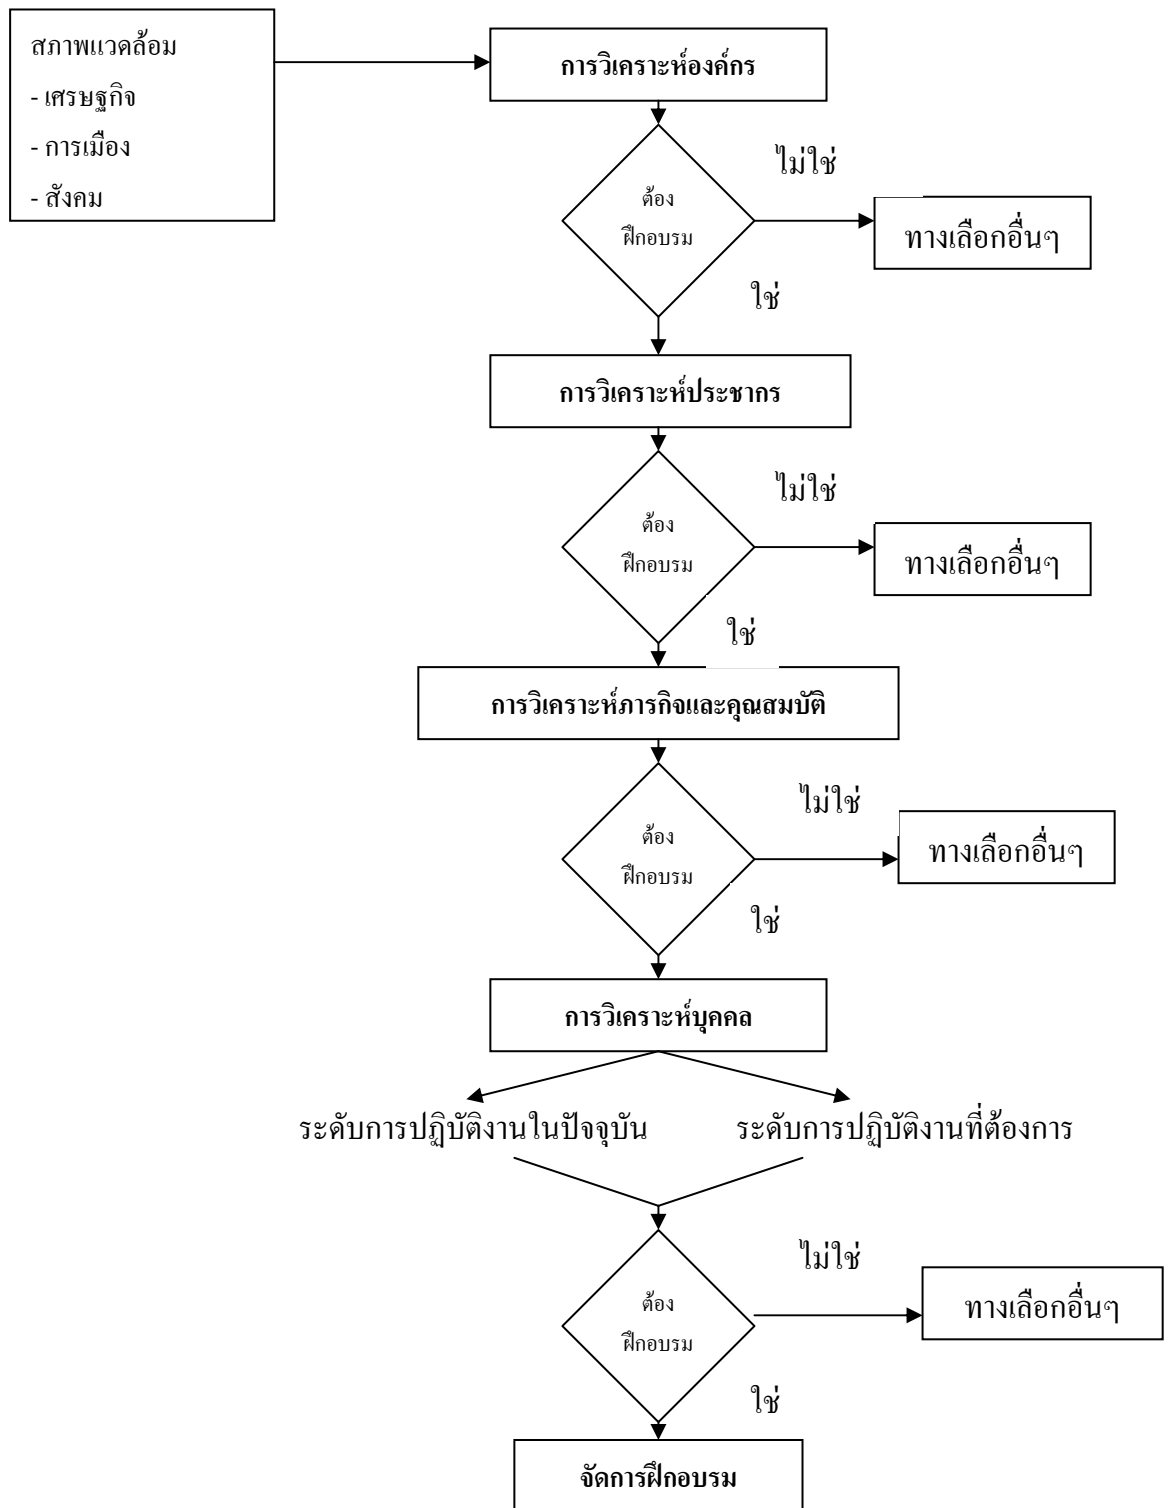 สภาพแวดล้อม
- เศรษฐกิจ
- การเมือง
- สังคม
การวิเคราะห์องค์กร
ต้อง
ฝึกอบรม
ไม่ใช่
ทางเลือกอื่นๆ
ใช่
การวิเคราะห์ประชากร
ต้อง
ฝึกอบรม
ไม่ใช่
ทางเลือกอื่นๆ
ใช่
การวิเคราะห์ภารกิจและคุณสมบัติ
ต้อง
ฝึกอบรม
ไม่ใช่
ทางเลือกอื่นๆ
ใช่
การวิเคราะห์บุคคล
ระดับการปฏิบัติงานในปัจจุบัน
ระดับการปฏิบัติงานที่ต้องการ
ต้อง
ฝึกอบรม
ไม่ใช่
ทางเลือกอื่นๆ
ใช่
จัดการฝึกอบรม